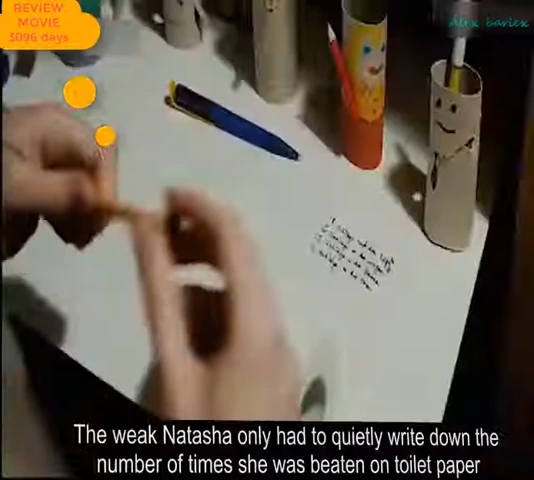 REVIEW
MOVIE
3096 days
Alex bariex
The weak Natasha only had to quietly write down the
number of times she was beaten on toilet paper